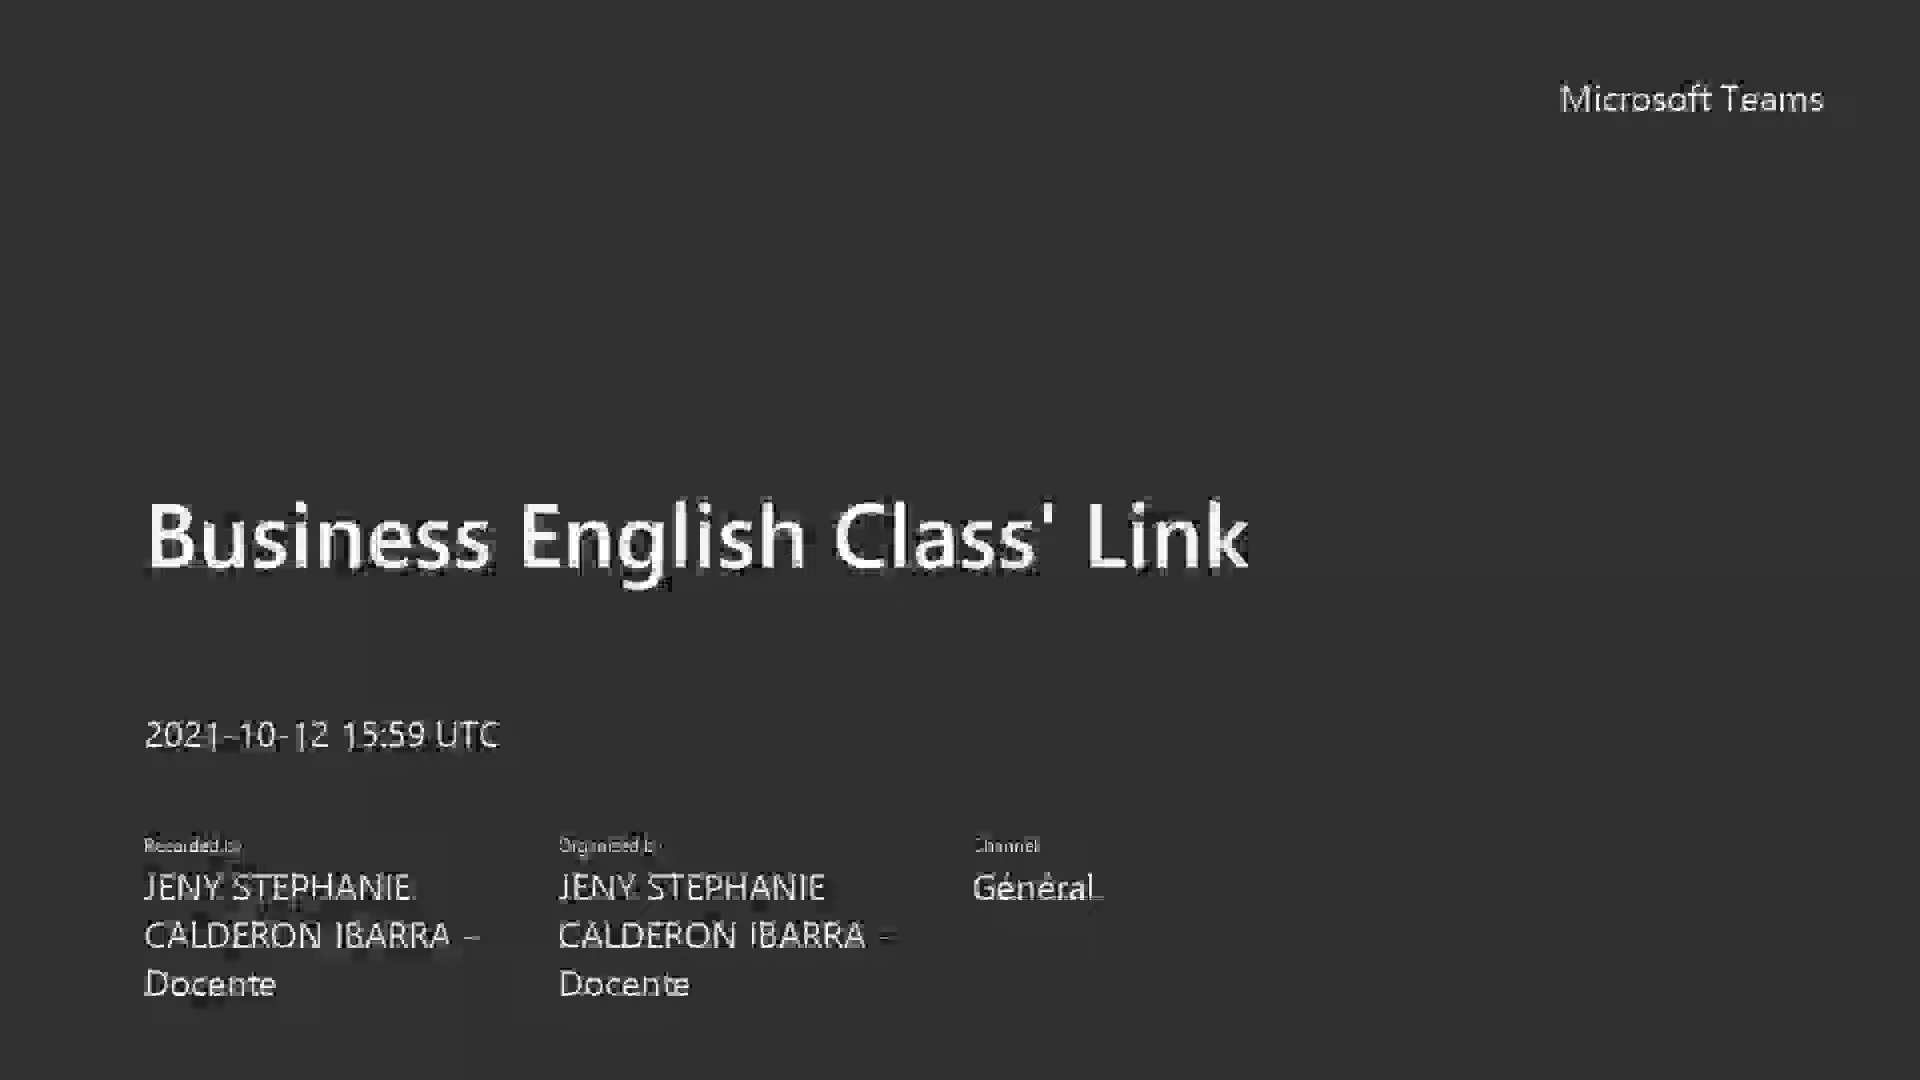 Microsoft Teams
Business English Class' Link
2021-10-12 15:59 UTC
Recorded by
Organized by
Channel
JENY STEPHANIE
JENY STEPHANIE
Général
CALDERON IBARRA -
CALDERON IBARRA -
Docente
Docente